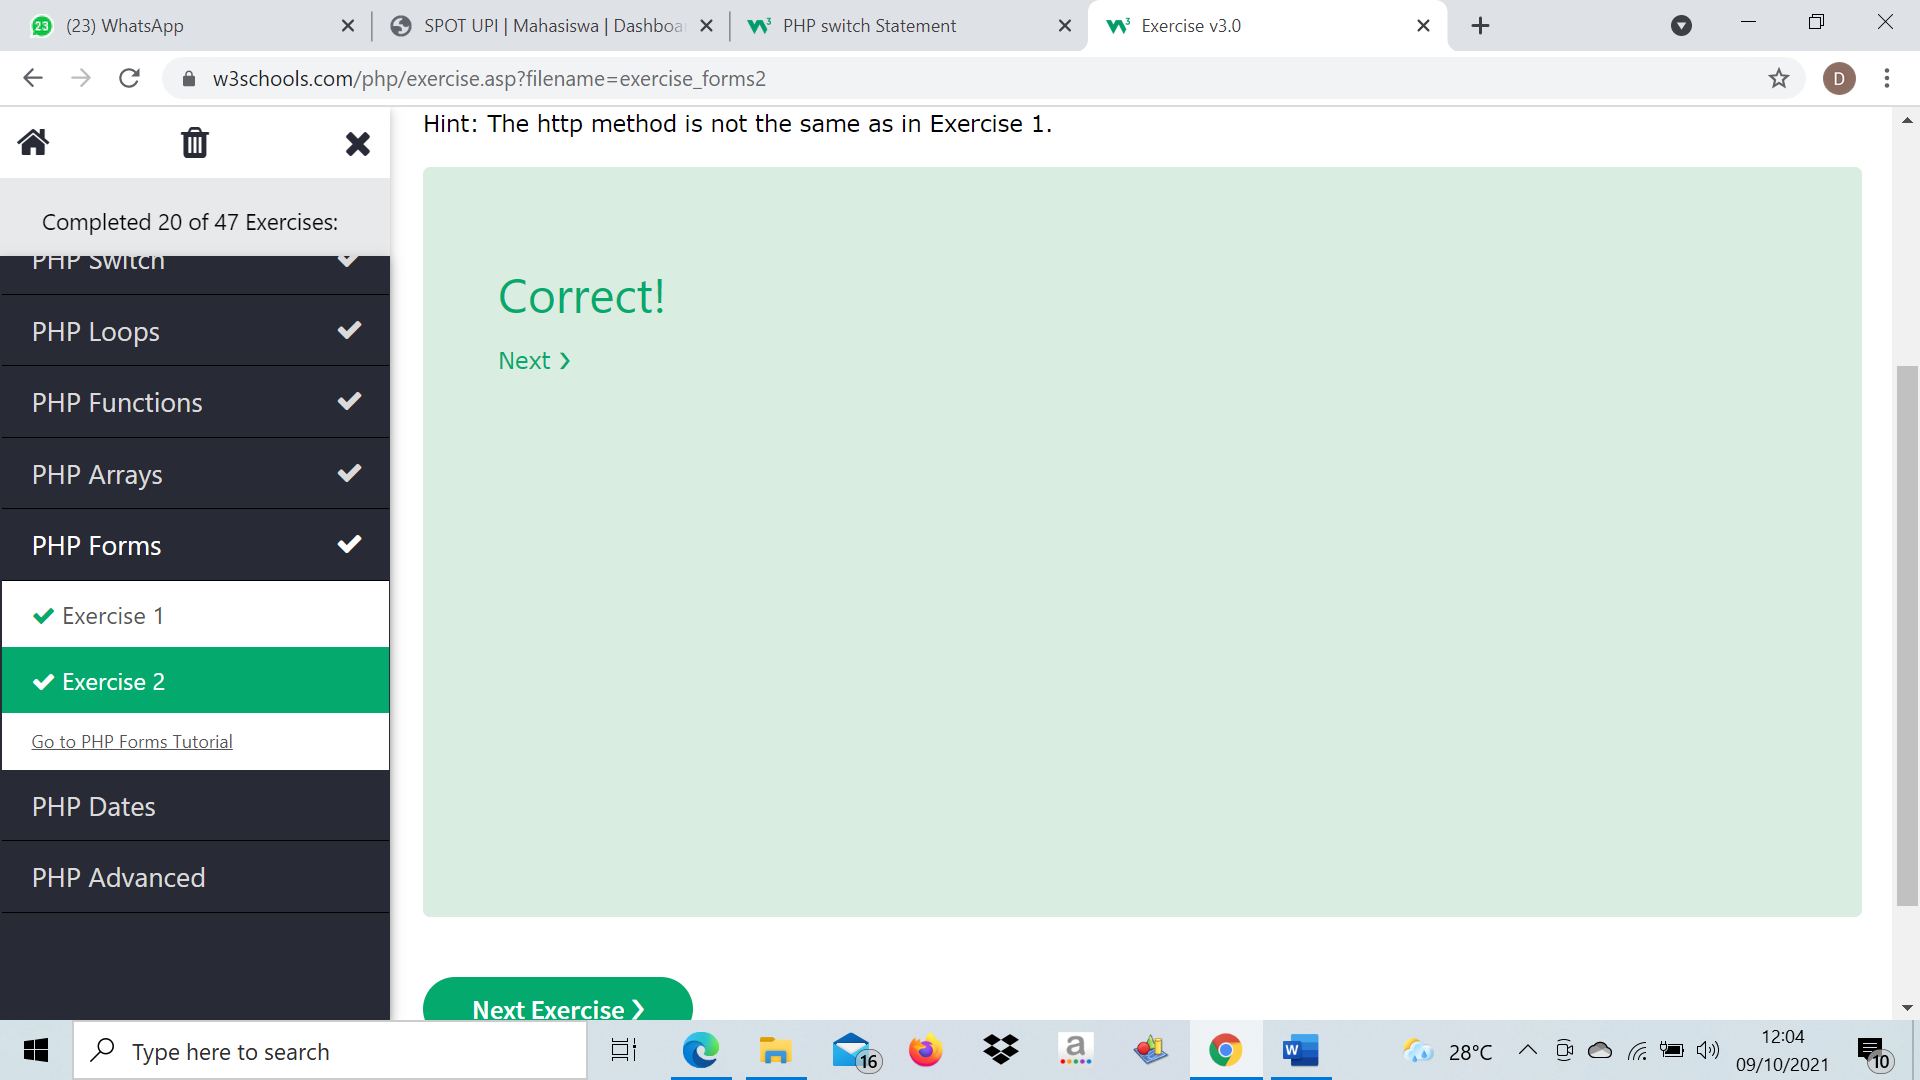 23
(23) WhatsApp
SPOT UPI | Mahasiswa | Dashboa
PHP switch Statement
Exercise v3.0
w3schools.com/php/exercise.asp?filename=exercise_forms2
D
Completed 20 of 47 Exercises:
PHP Switch
PHP Loops
PHP Functions
PHP Arrays
PHP Forms
Exercise 1
Exercise 2
Go to PHP Forms Tutorial
PHP Dates
PHP Advanced
Hint: The http method is not the same as in Exercise 1.
Correct!
Next ❯
Next Exercise ❯
Type here to search
16
a
W
28°C
12:04
09/10/2021
10